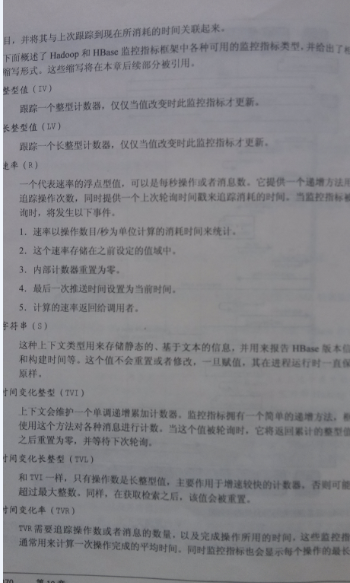 目，并将其与上次跟踪到现在所消耗的时间关联起来。
下面概述了 Hadoop 和 HBase 监控指标框架中各种可用的监控指标类型，并给出了
缩写形式。这些缩写将在本章后续部分被引用。
整型值（IV）
跟踪一个整型计数器，仅仅当值改变时此监控指标才更新。
长整型值（LV）
跟踪一个长整型计数器，仅仅当值改变时此监控指标才更新。
速率（R）
一个代表速率的浮点型值，可以是每秒操作或者消息数。它提供一个递增方法用
追踪操作次数，同时提供一个上次轮询时间戳来追踪消耗的时间。当监控指标被
询时，将发生以下事件。
1．速率以操作数目/秒为单位计算的消耗时间来统计。
2．这个速率存储在之前设定的值域中。
3．内部计数器重置为零。
4．最后一次推送时间设置为当前时间。
5．计算的速率返回给调用者。
字符串（S）
这种上下文类型用来存储静态的、基于文本的信息，并用来报告 HBase 版本信
和构建时间等。这个值不会重置或者修改，一旦赋值，其在进程运行时一直保
原样。
时间变化整型（TVI）
上下文会维护一个单调递增累加计数器。监控指标拥有一个简单的递增方法，框
使用这个方法对各种消息进行计数。当这个值被轮询时，它将返回累计的整型值
之后重置为零，并等待下次轮询。
时间变化长整型（TVL）
和 TVI 一样，只有操作数是长整型值，主要作用于增速较快的计数器，否则可能
超过最大整数。同样，在获取检索之后，该值会被重置。
时间变化率（TVR）
TVR 需要追踪操作数或者消息的数量，以及完成操作所用的时间。这些监控指
通常用来计算一次操作完成的平均时间。同时监控指标也会显示每个操作的最长